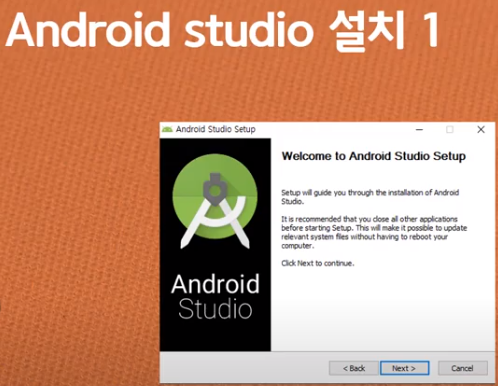 Android studio 설치 1
Android Studio Setup
Welcome to Android Studio Setup
Setup will guide you through the installation of Android
Studio.
It is recommended that you close all other applications
before starting Setup. This will make it possible to update
relevant system files without having to reboot your
computer.
Click Next to continue.
Android
Studio
< Back
Next >
Cancel